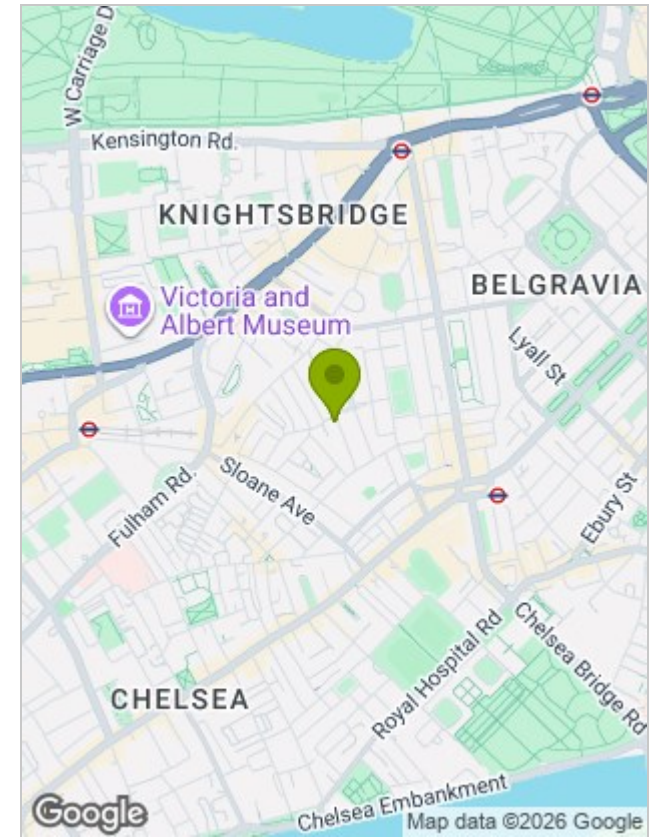 W Carriage D
Kensington Rd.
KNIGHTSBRIDGE
BELGRAVIA
Victoria and
Albert Museum
Lyall St
Sloane Ave
Fulham Rd.
Ebury St
Royal Hospital Rd
Chelsea Bridge Rd
CHELSEA
Chelsea Embankment
Google
Map data ©2026 Google